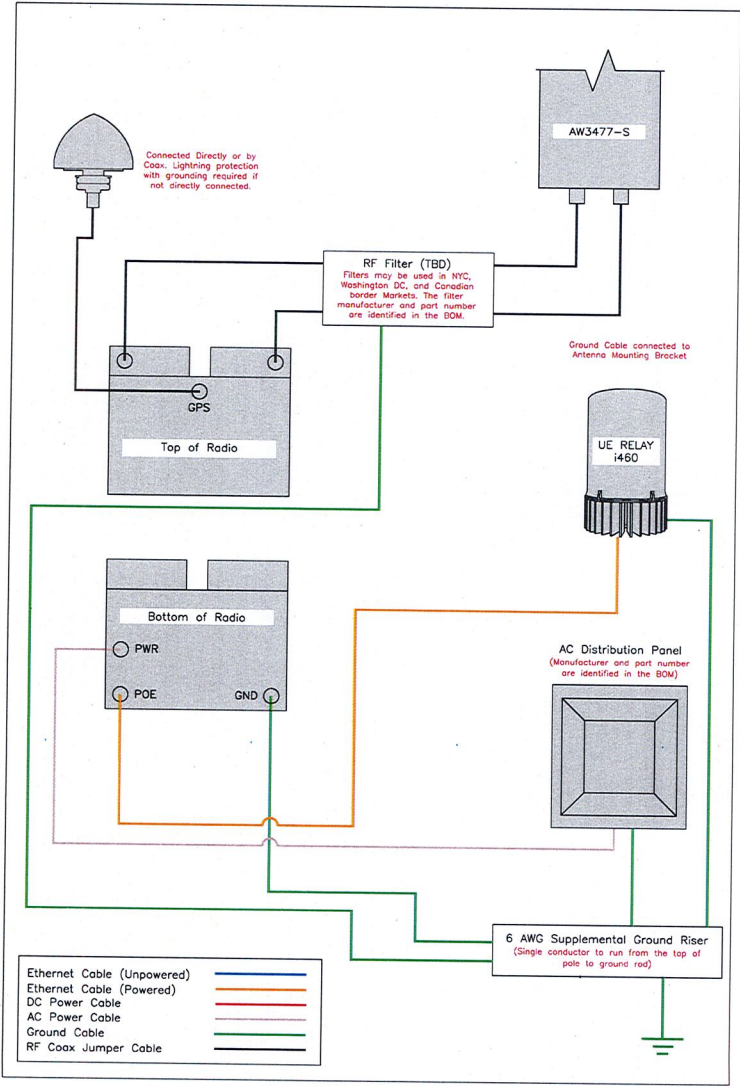 AW3477-S
Connected Directly or by
Coax. Lightning protection
with grounding required if
not directly connected.
RF Filter (TBD)
Filters may be used in NYC,
Washington DC, and Canadian
border Markets. The filter
manufacturer and part number
are identified in the BOM.
Ground Cable connected to
Antenna Mounting Bracket
GPS
Top of Radio
UE RELAY
i460
Bottom of Radio
PWR
POE
GND
AC Distribution Panel
(Manufacturer and part number
are identified in the BOM)
6 AWG Supplemental Ground Riser
(Single conductor to run from the top of
pole to ground rod)
Ethernet Cable (Unpowered)
Ethernet Cable (Powered)
DC Power Cable
AC Power Cable
Ground Cable
RF Coax Jumper Cable